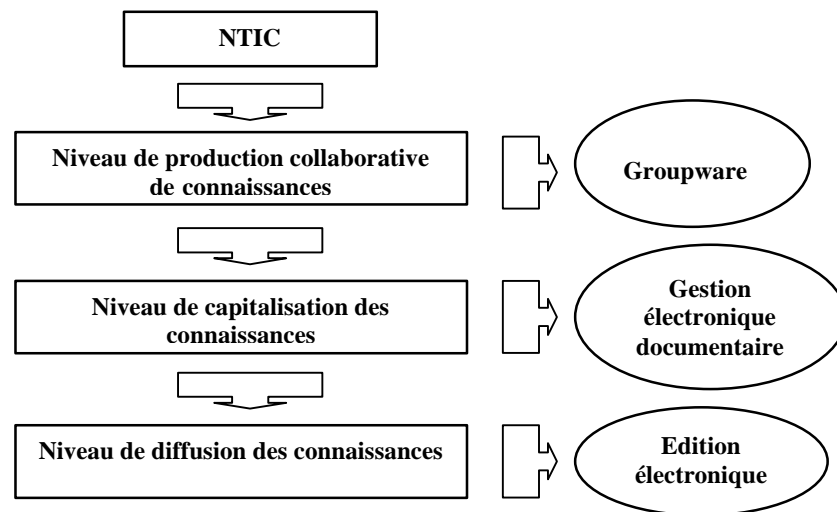 NTIC
Niveau de production collaborative
de connaissances
Groupware
Niveau de capitalisation des
connaissances
Gestion
électronique
documentaire
Niveau de diffusion des connaissances
Edition
électronique